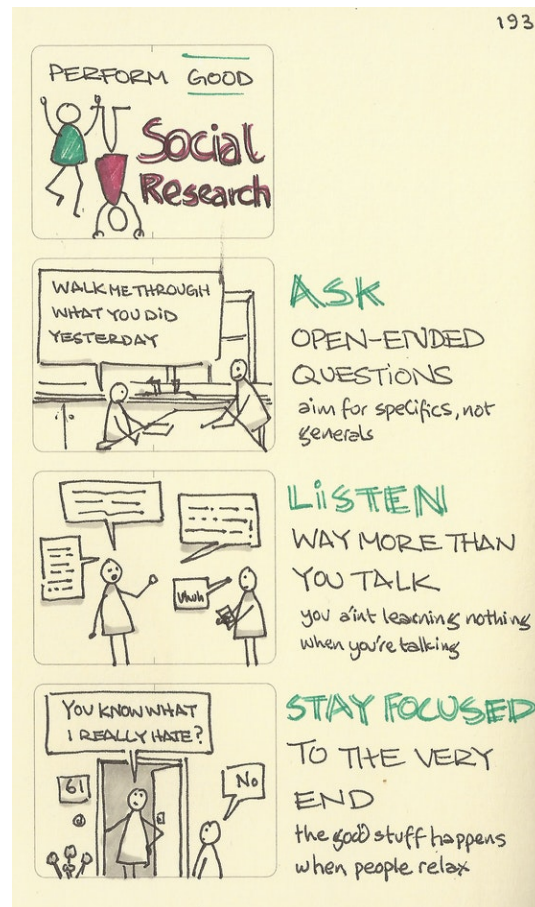 193
PERFORM GOOD
Social
Research
WALK ME THROUGH
WHAT YOU DID
YESTERDAY
ASK
OPEN-ENDED
QUESTIONS
aim for specifics, not
generals
LISTEN
WAY MORE THAN
YOU TALK
you a'int learning nothing
when you're talking
Uhuh
STAY FOCUSED
TO THE VERY
END
the good stuff happens
when people relax
YOU KNOW WHAT
I REALLY HATE?
61
No